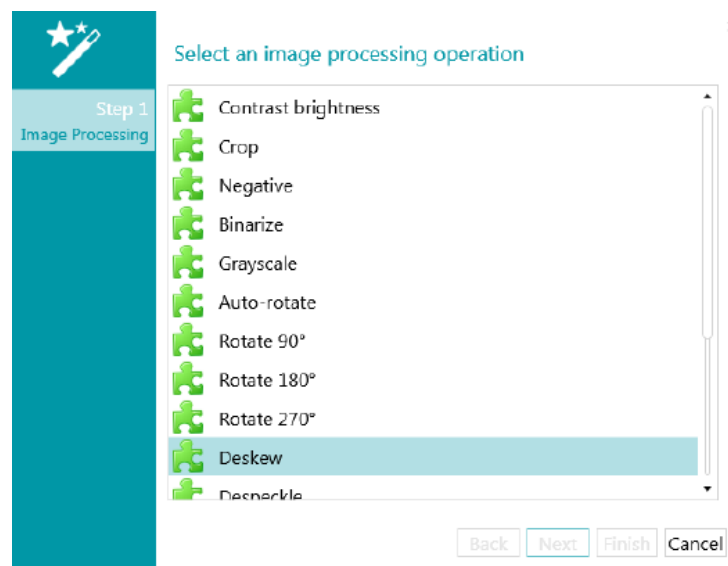 Select an image processing operation
Step 1
Image Processing
Contrast brightness
Crop
Negative
Binarize
Grayscale
Auto-rotate
Rotate 90°
Rotate 180°
Rotate 270°
Deskew
Despeckle
Back Next Finish Cancel